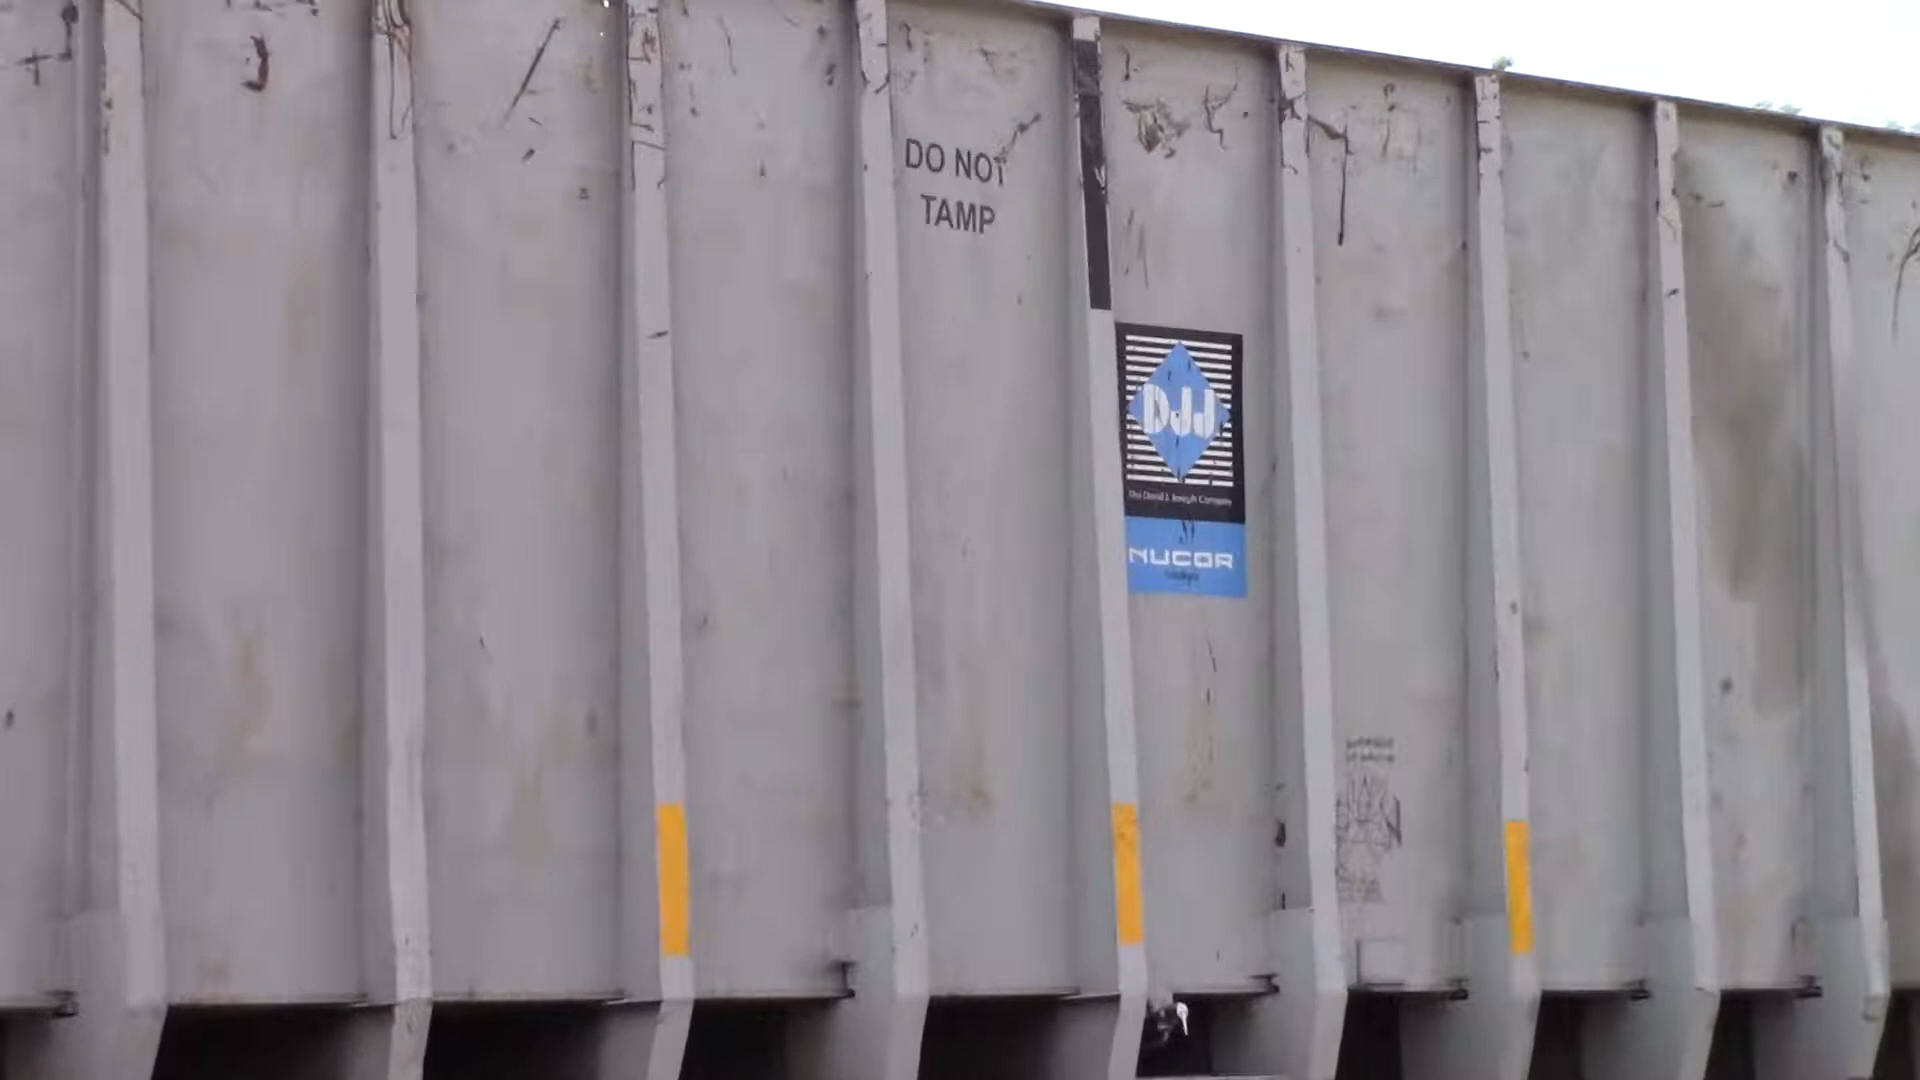 DO NOT
TAMP
DJJ
The David J. Joseph Company
NUCOR